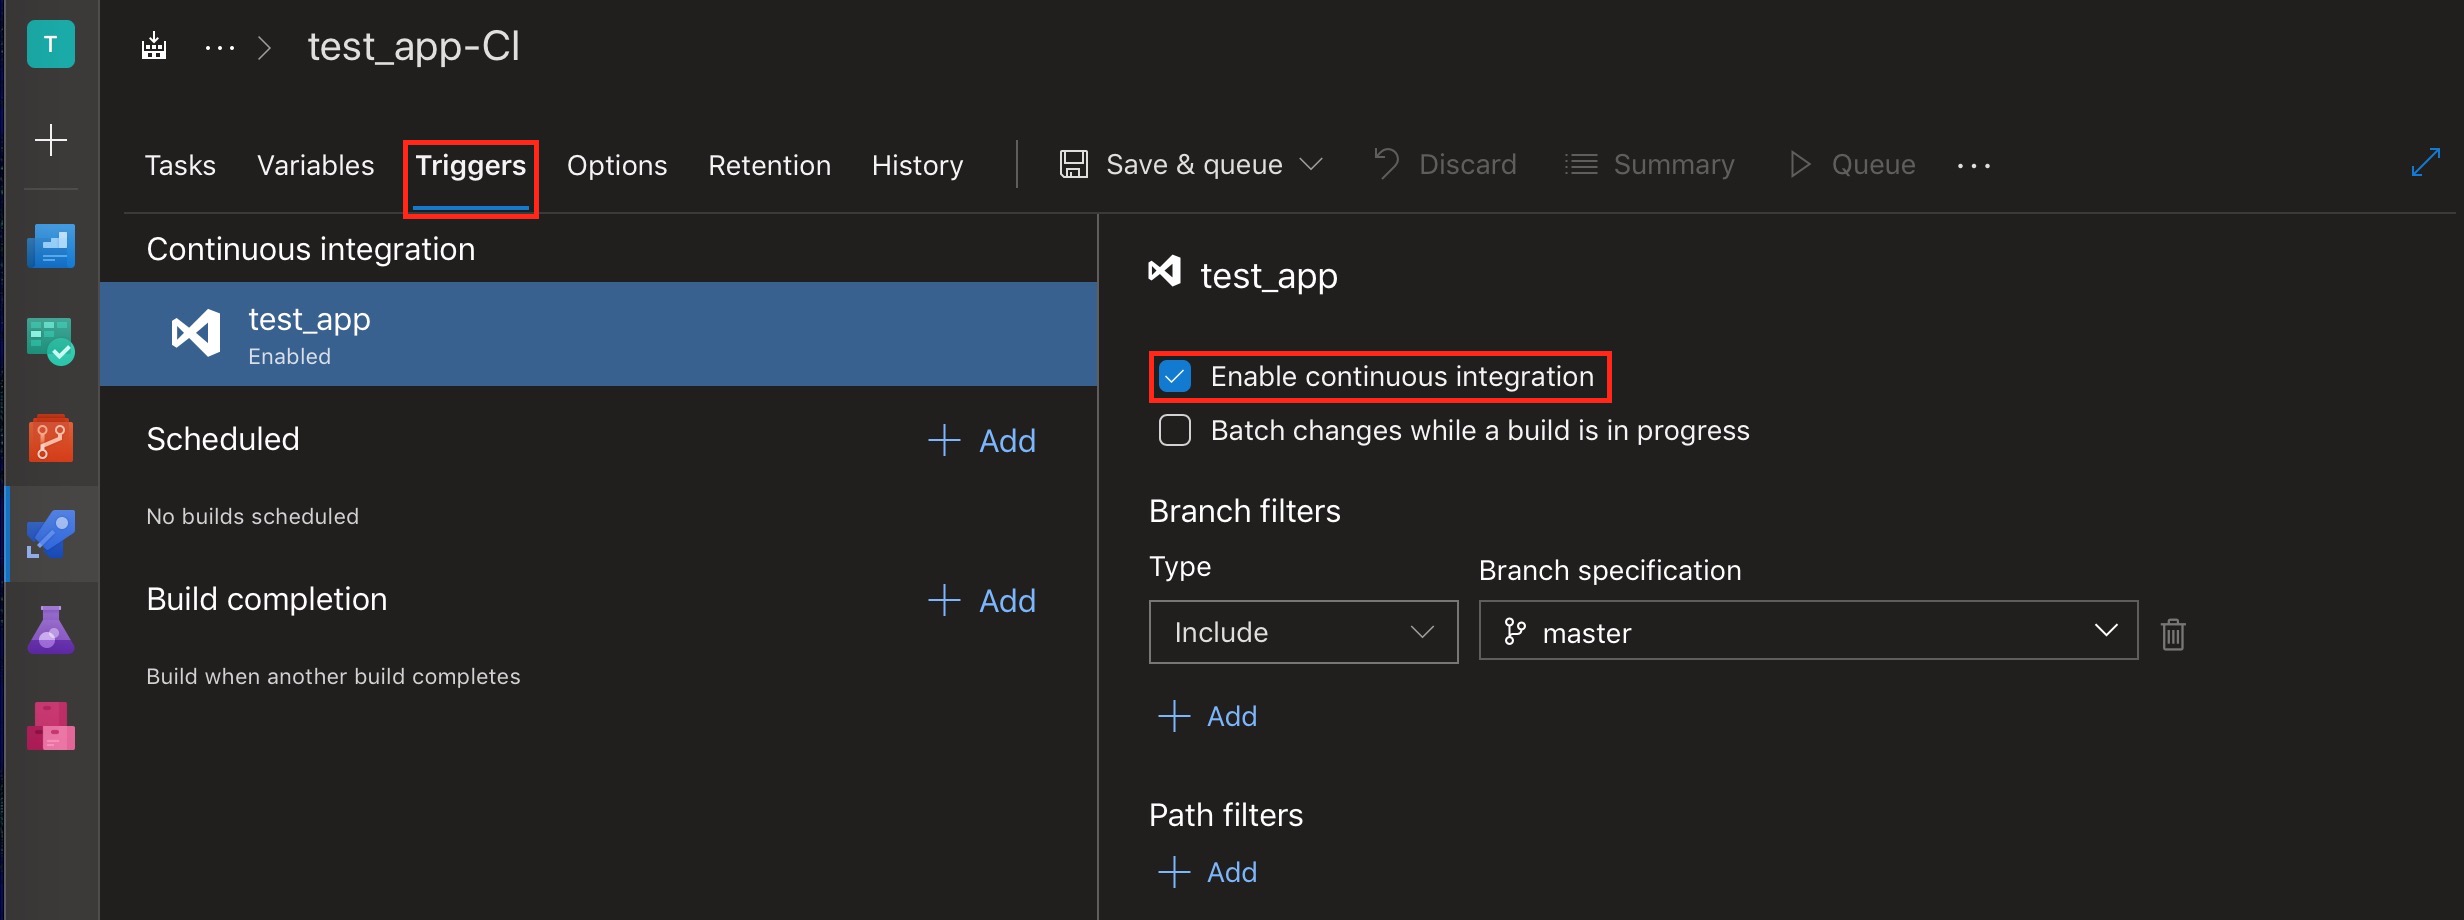 T
... > test_app-CI
Tasks Variables Triggers Options Retention History Save & queue Discard Summary Queue ...
Continuous integration
test_app
Enabled
Scheduled
+ Add
No builds scheduled
Build completion
+ Add
Build when another build completes
test_app
Enable continuous integration
Batch changes while a build is in progress
Branch filters
Type Branch specification
Include master
+ Add
Path filters
+ Add